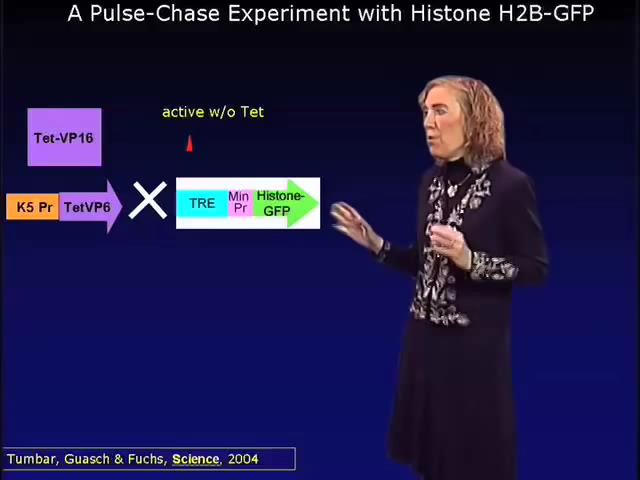 A Pulse-Chase Experiment with Histone H2B-GFP
active w/o Tet
Tet-VP16
K5 Pr
TetVP6
TRE
Min
Pr
Histone-
GFP
Tumbar, Guasch & Fuchs, Science, 2004